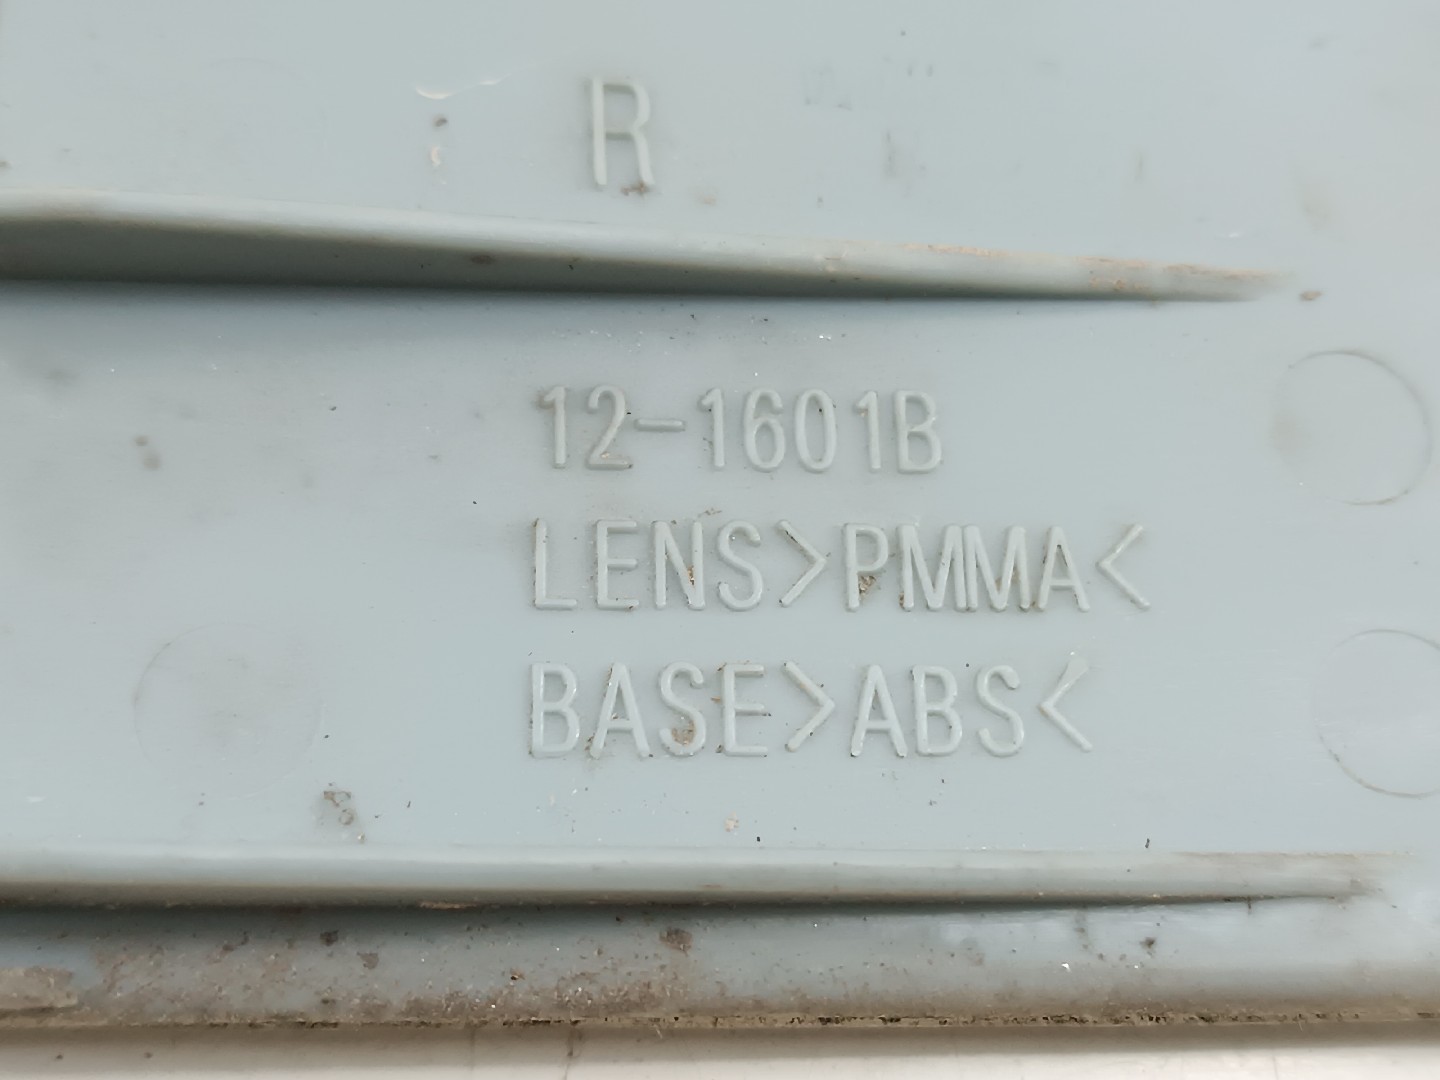 R
12-1601B
LENS>PMMA<
BASE>ABS<